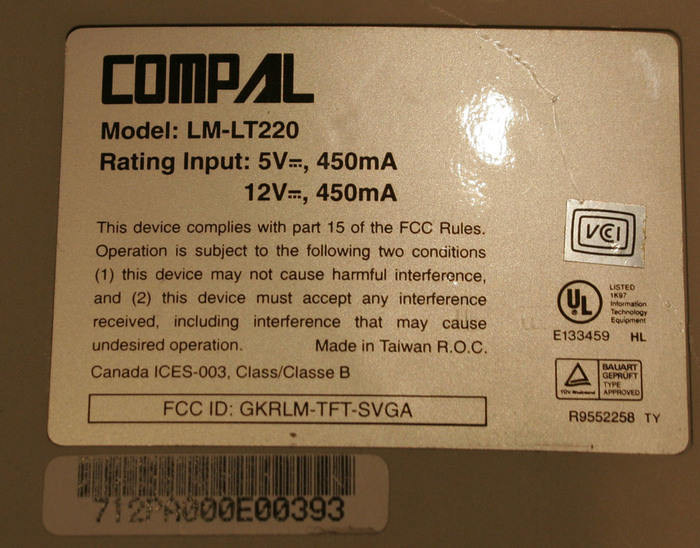 COMPAL
Model: LM-LT220
Rating Input: 5V⎓, 450mA
12V⎓, 450mA
This device complies with part 15 of the FCC Rules.
Operation is subject to the following two conditions
(1) this device may not cause harmful interference,
and (2) this device must accept any interference
received, including interference that may cause
undesired operation. Made in Taiwan R.O.C.
Canada ICES-003, Class/Classe B
FCC ID: GKRLM-TFT-SVGA
VCCI
UL
LISTED
1K97
Information
Technology
Equipment
E133459 HL
TÜV Rheinland
BAUART
GEPRÜFT
TYPE
APPROVED
R9552258 TY
712PA000E00393